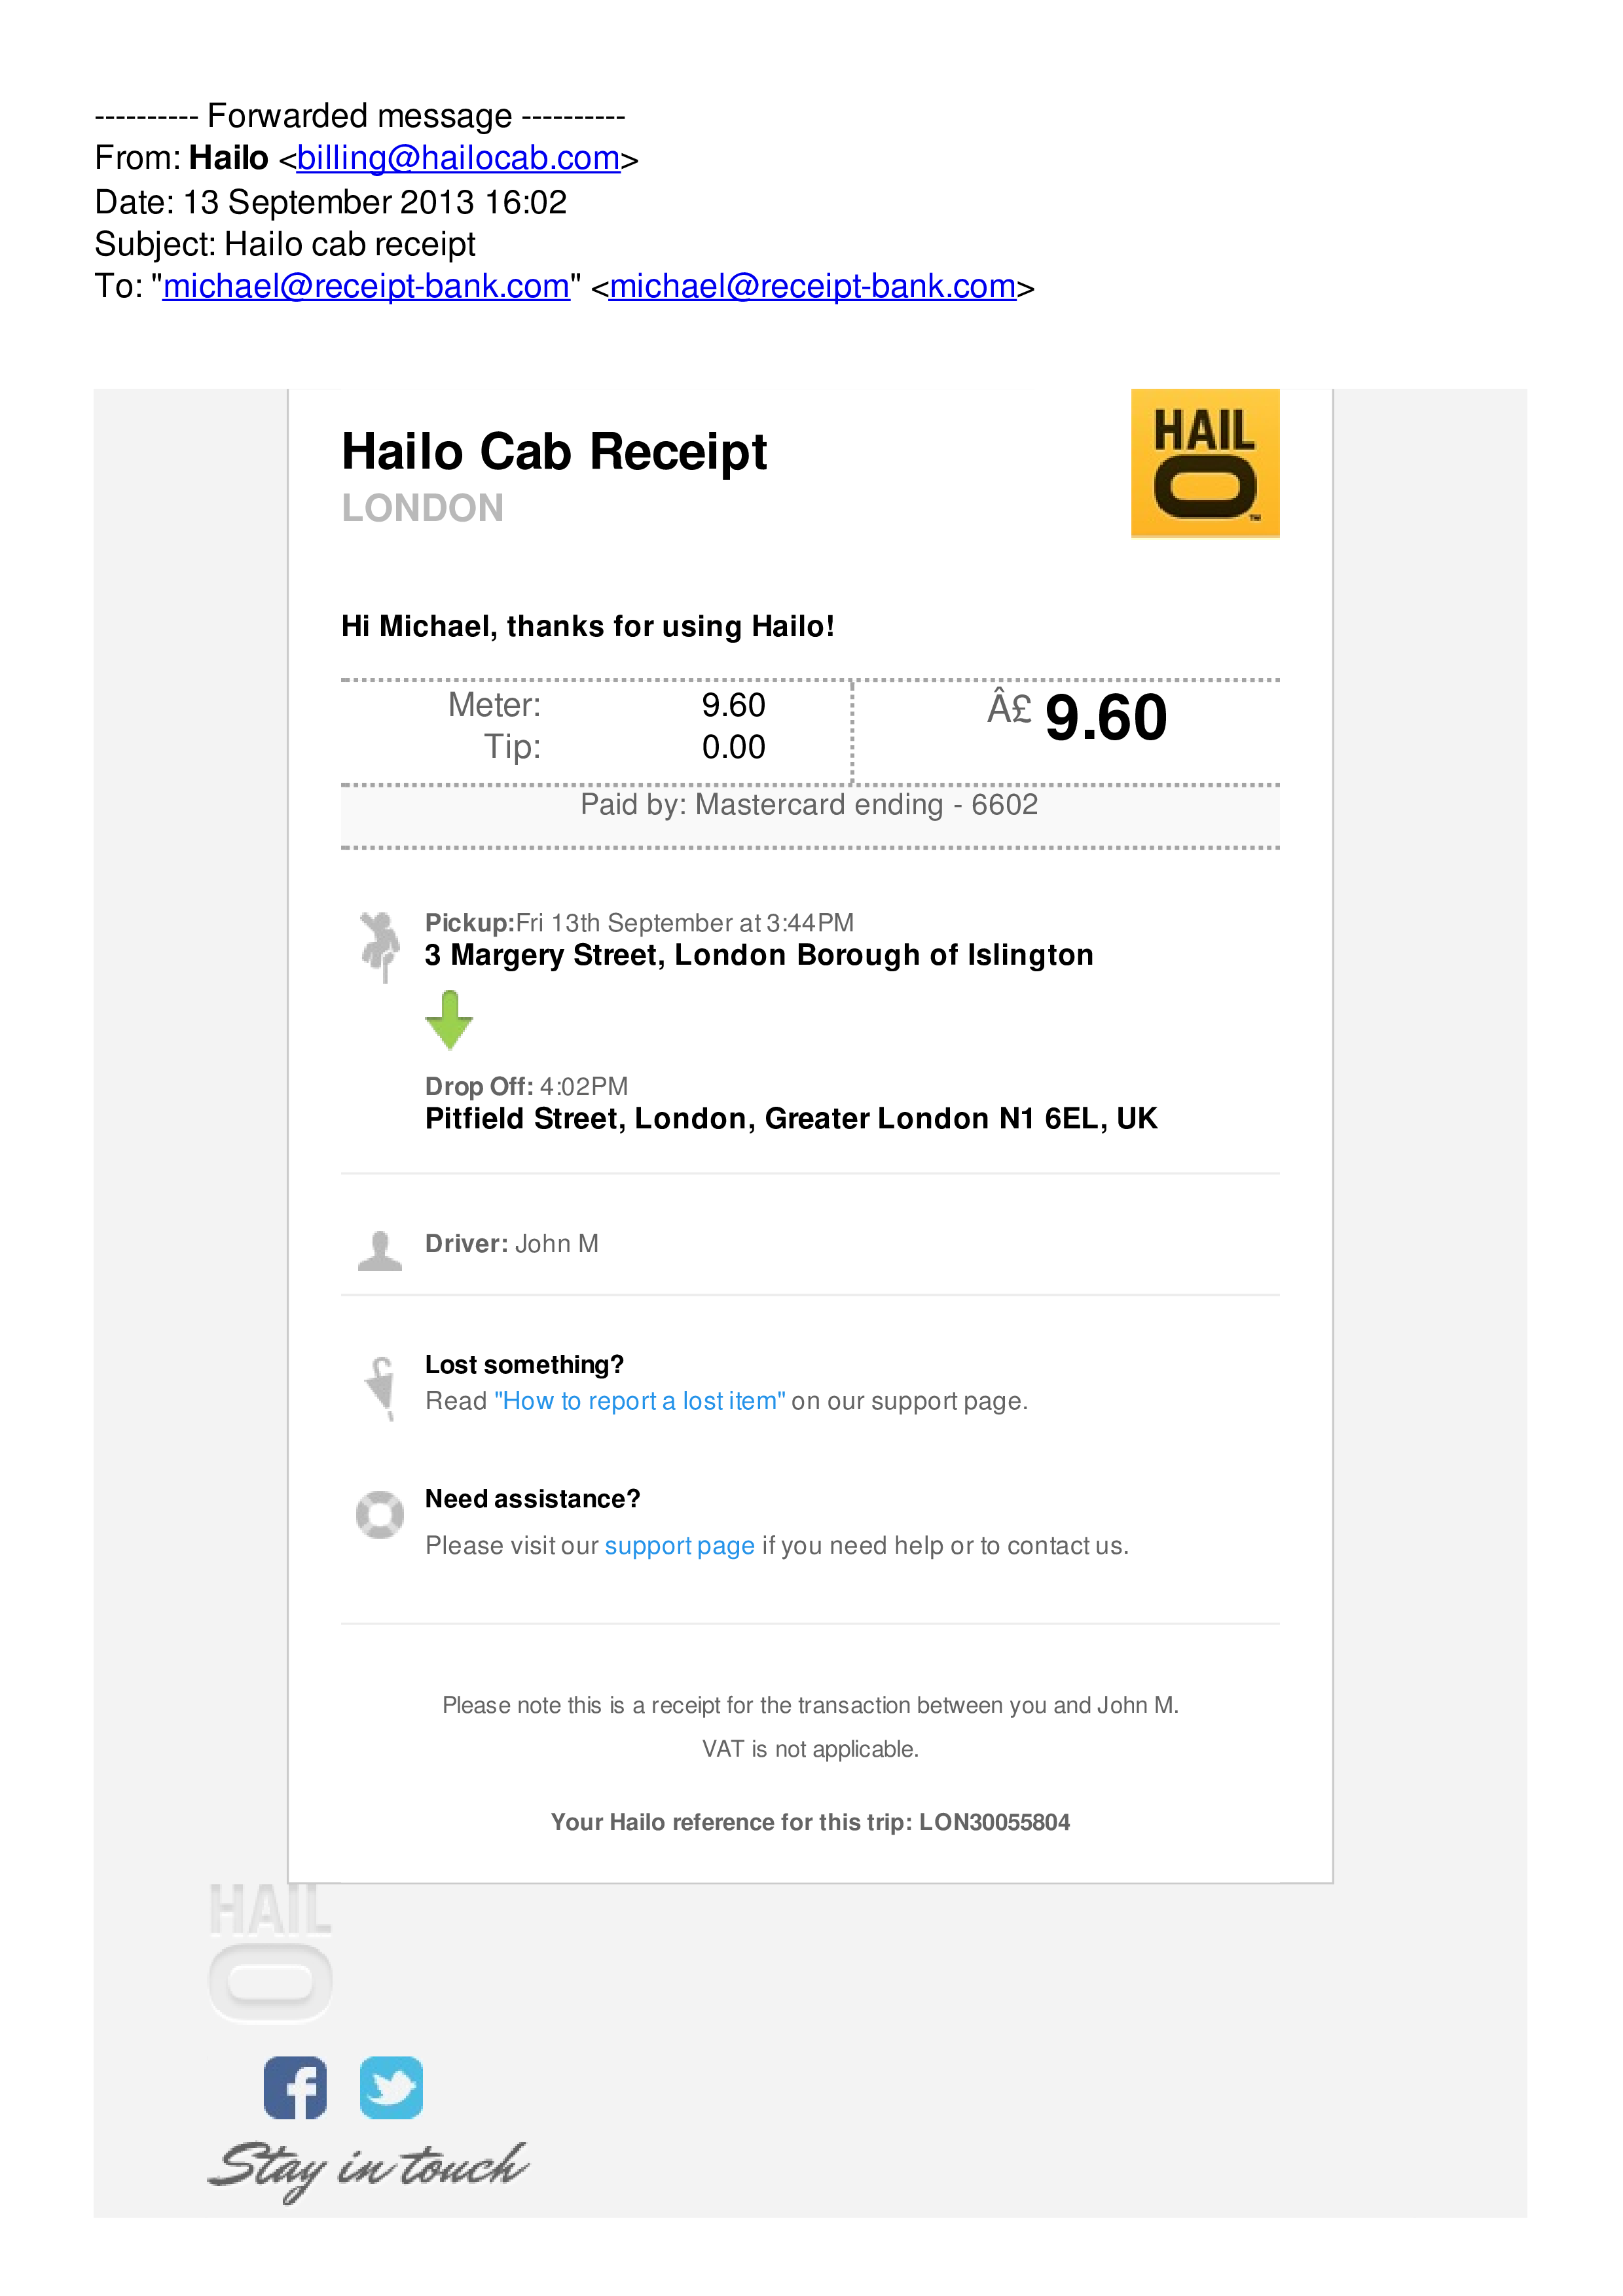 ---------- Forwarded message ----------
From: Hailo <billing@hailocab.com>
Date: 13 September 2013 16:02
Subject: Hailo cab receipt
To: "michael@receipt-bank.com" <michael@receipt-bank.com>
Hailo Cab Receipt
LONDON
HAIL
O™
Hi Michael, thanks for using Hailo!
Meter: 9.60
Tip: 0.00
Â£ 9.60
Paid by: Mastercard ending - 6602
Pickup:Fri 13th September at 3:44PM
3 Margery Street, London Borough of Islington
Drop Off: 4:02PM
Pitfield Street, London, Greater London N1 6EL, UK
Driver: John M
Lost something?
Read "How to report a lost item" on our support page.
Need assistance?
Please visit our support page if you need help or to contact us.
Please note this is a receipt for the transaction between you and John M.
VAT is not applicable.
Your Hailo reference for this trip: LON30055804
HAIL
O
f
Stay in touch